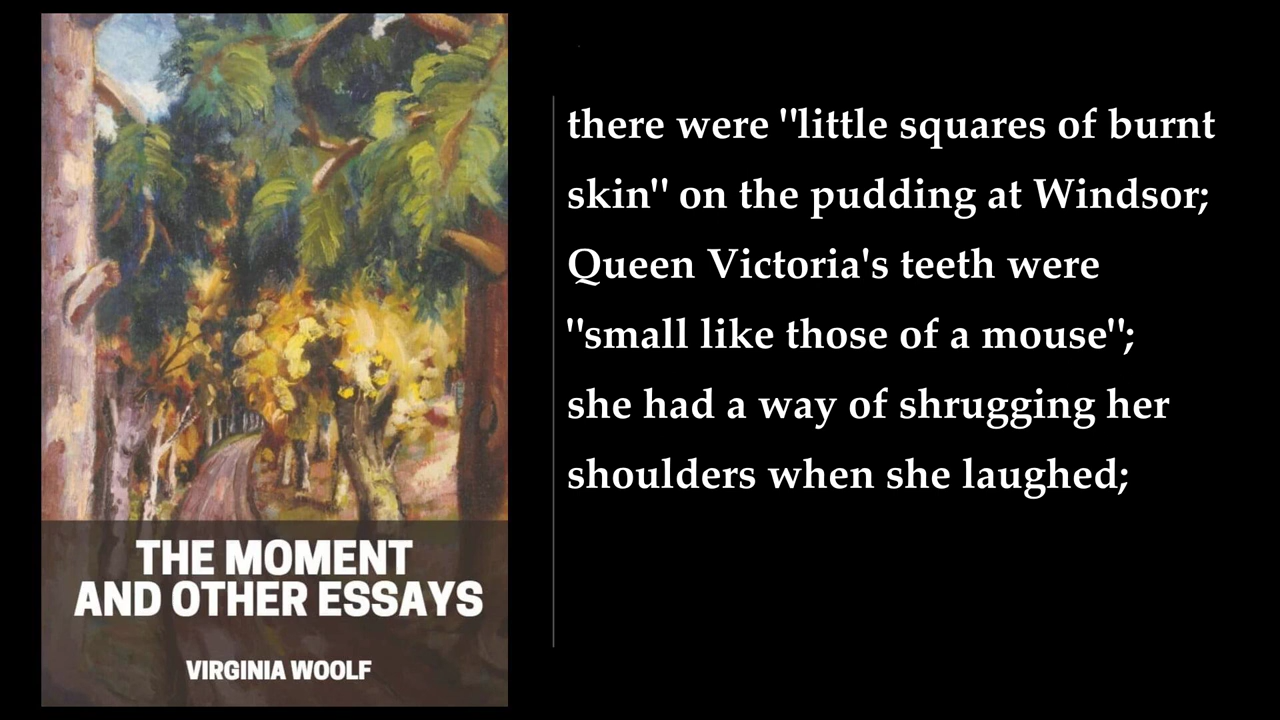 THE MOMENT
AND OTHER ESSAYS
VIRGINIA WOOLF
there were "little squares of burnt
skin" on the pudding at Windsor;
Queen Victoria's teeth were
"small like those of a mouse";
she had a way of shrugging her
shoulders when she laughed;